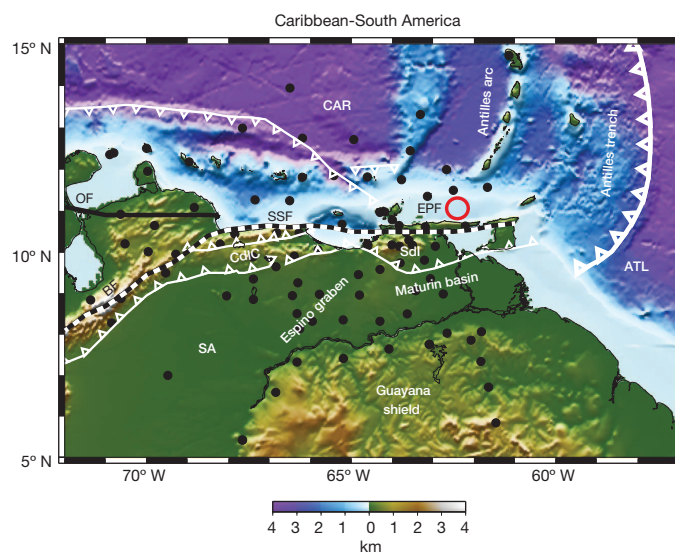 Caribbean-South America
15° N
CAR
Antilles arc
Antilles trench
OF
EPF
SSF
10° N
CdlC
SdI
ATL
BF
Espino graben
Maturin basin
SA
Guayana
shield
5° N
70° W
65° W
60° W
4 3 2 1 0 1 2 3 4
km